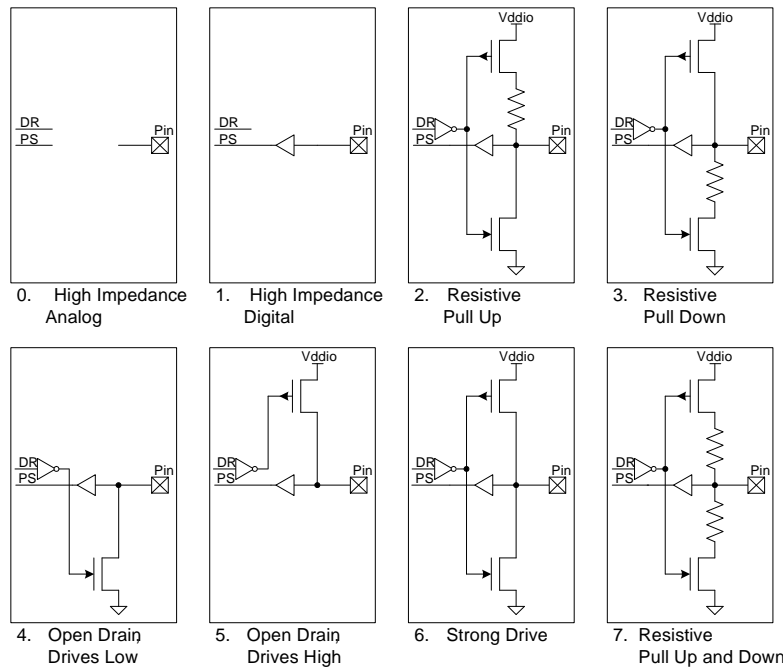 Vddio
Vddio
DR
PS
Pin
DR
PS
Pin
DR
PS
Pin
DR
PS
Pin
0. High Impedance
Analog
1. High Impedance
Digital
2. Resistive
Pull Up
3. Resistive
Pull Down
Vddio
Vddio
Vddio
DR
PS
Pin
DR
PS
Pin
DR
PS
Pin
DR
PS
Pin
4. Open Drain,
Drives Low
5. Open Drain,
Drives High
6. Strong Drive
7. Resistive
Pull Up and Down